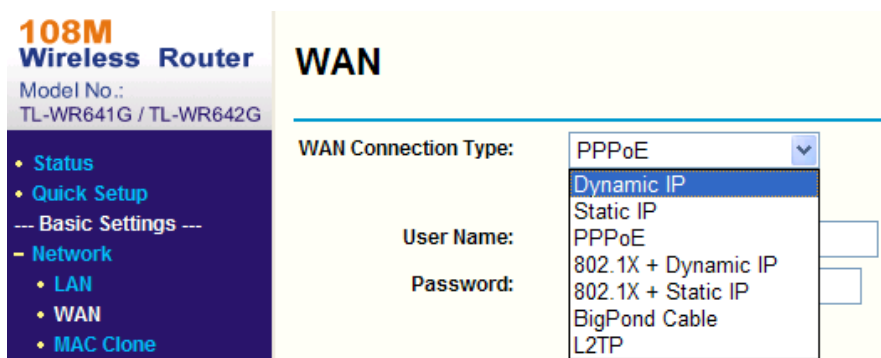 108M
Wireless Router
Model No.:
TL-WR641G / TL-WR642G
• Status
• Quick Setup
--- Basic Settings ---
– Network
• LAN
• WAN
• MAC Clone
WAN
WAN Connection Type:
PPPoE
Dynamic IP
Static IP
PPPoE
802.1X + Dynamic IP
802.1X + Static IP
BigPond Cable
L2TP
User Name:
Password: